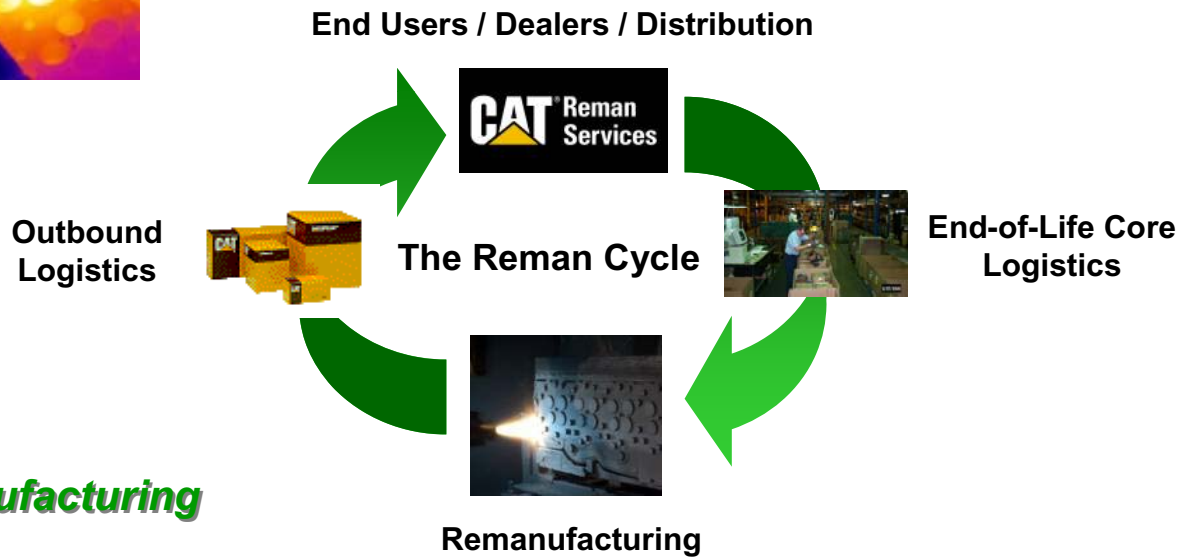 End Users / Dealers / Distribution
CAT® Reman
Services
Outbound
Logistics
CAT
The Reman Cycle
End-of-Life Core
Logistics
ufacturing
Remanufacturing